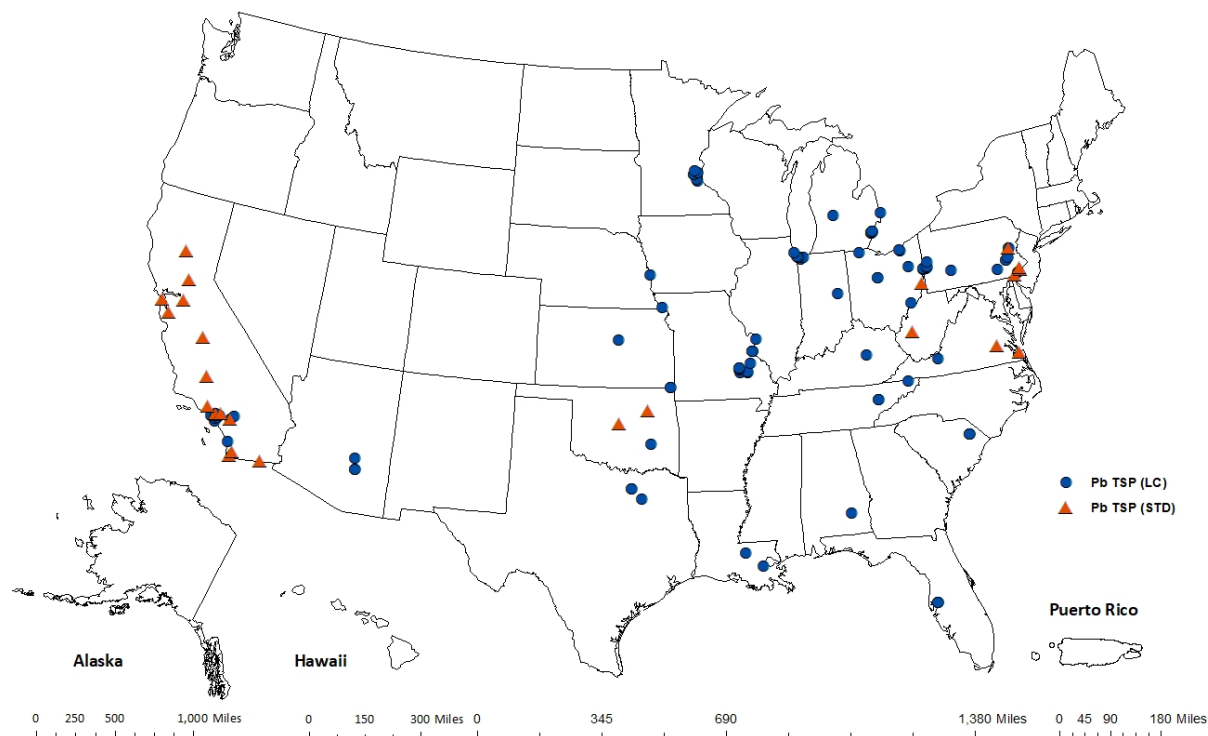 Pb TSP (LC)
Pb TSP (STD)
Puerto Rico
Alaska
Hawaii
0 250 500 1,000 Miles
0 150 300 Miles
0 345 690 1,380 Miles
0 45 90 180 Miles